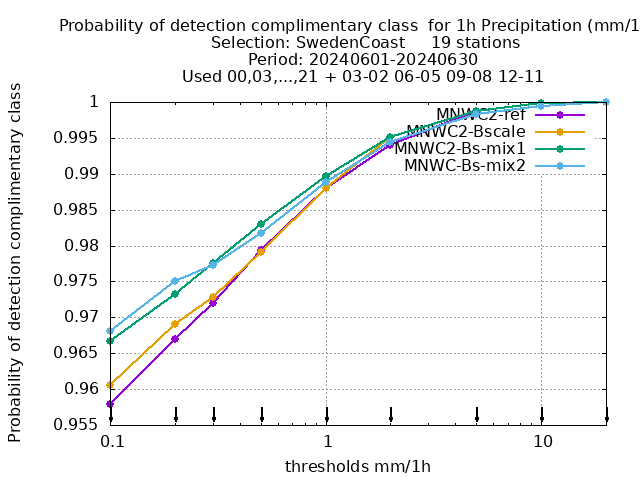 Probability of detection complimentary class  for 1h Precipitation (mm/1
Selection: SwedenCoast     19 stations
Period: 20240601-20240630
Used 00,03,...,21 + 03-02 06-05 09-08 12-11
Probability of detection complimentary class
1
0.995
0.99
0.985
0.98
0.975
0.97
0.965
0.96
0.955
MNWC2-ref
MNWC2-Bscale
MNWC2-Bs-mix1
MNWC-Bs-mix2
0.1
1
10
thresholds mm/1h